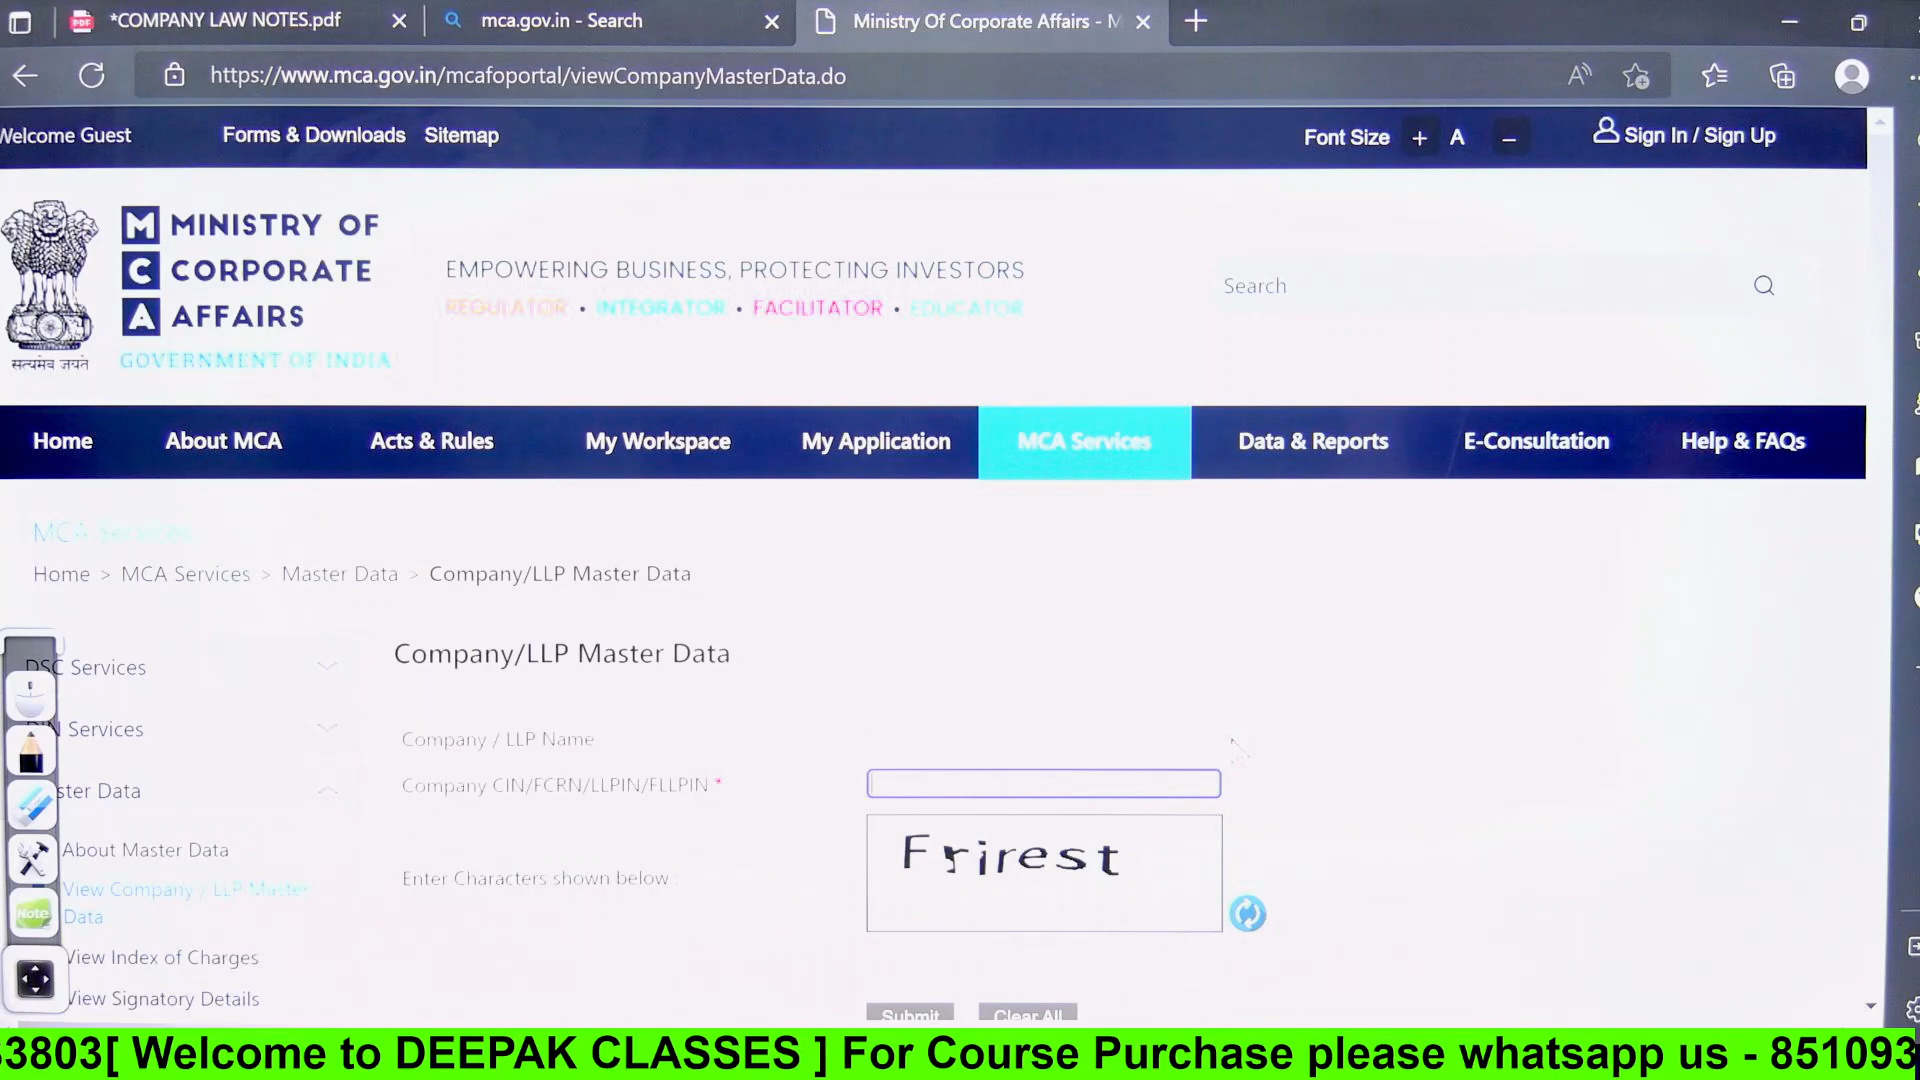 *COMPANY LAW NOTES.pdf
mca.gov.in - Search
Ministry Of Corporate Affairs - M
https://www.mca.gov.in/mcafoportal/viewCompanyMasterData.do
Welcome Guest
Forms & Downloads Sitemap
Font Size + A –
Sign In / Sign Up
M MINISTRY OF
C CORPORATE
A AFFAIRS
GOVERNMENT OF INDIA
सत्यमेव जयते
EMPOWERING BUSINESS, PROTECTING INVESTORS
REGULATOR • INTEGRATOR • FACILITATOR • EDUCATOR
Search
Home About MCA Acts & Rules My Workspace My Application MCA Services Data & Reports E-Consultation Help & FAQs
MCA Services
Home > MCA Services > Master Data > Company/LLP Master Data
DSC Services
Services
ster Data
About Master Data
View Company / LLP Master
Data
View Index of Charges
View Signatory Details
Note
Company/LLP Master Data
Company / LLP Name
Company CIN/FCRN/LLPIN/FLLPIN *
Enter Characters shown below :
Frirest
Submit Clear All
3803[ Welcome to DEEPAK CLASSES ] For Course Purchase please whatsapp us - 851093